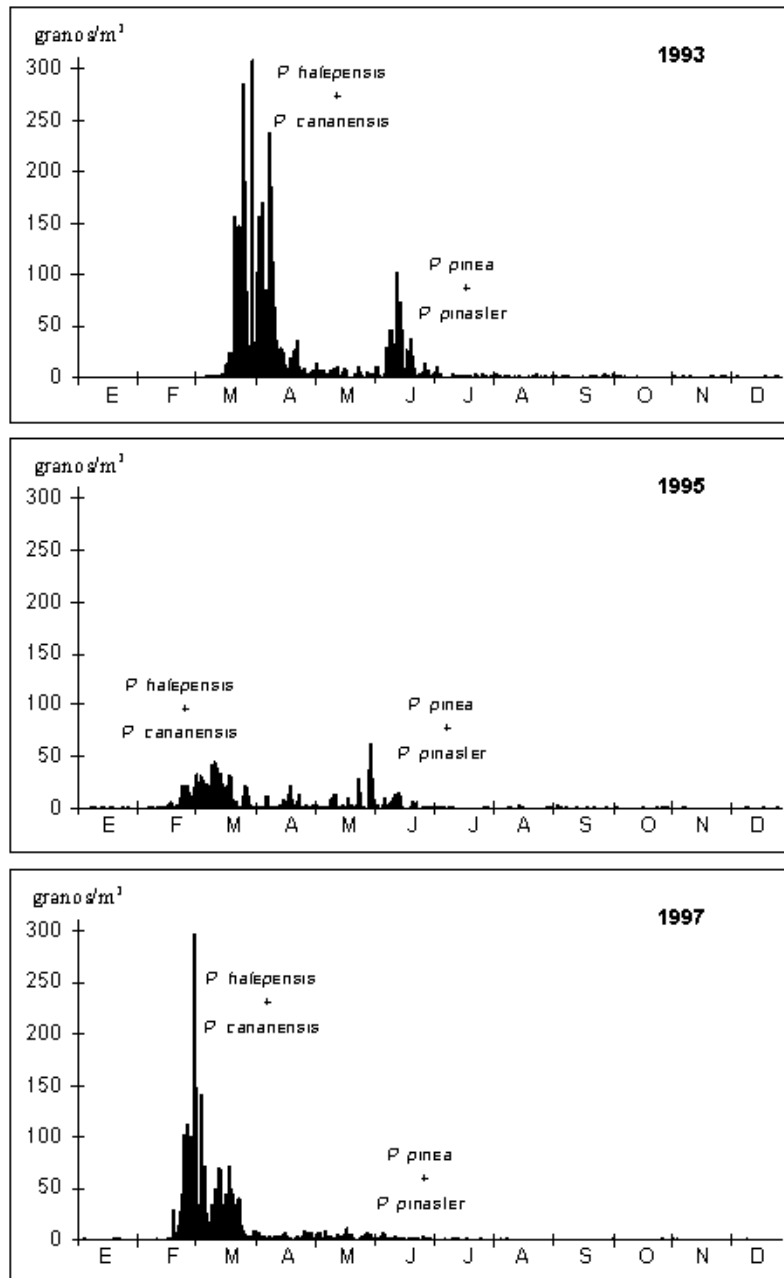 granos/m³
1993
300
P halepensis
+
P cananensis
250
200
150
P pinea
+
P pinasler
100
50
0
E F M A M J J A S O N D
granos/m³
1995
300
250
200
150
P halepensis
+
P cananensis
P pinea
+
P pinasler
100
50
0
E F M A M J J A S O N D
granos/m³
1997
300
P halepensis
+
P cananensis
250
200
150
100
P pinea
+
P pinasler
50
0
E F M A M J J A S O N D